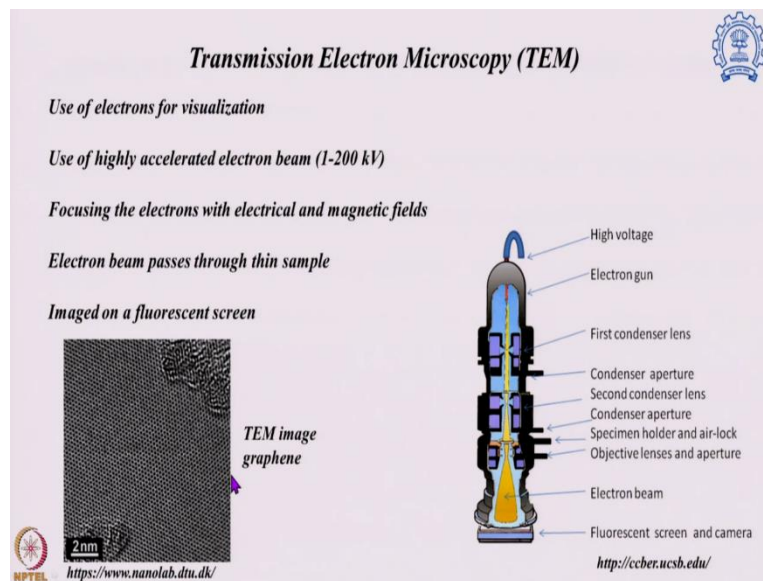 Transmission Electron Microscopy (TEM)
Use of electrons for visualization
Use of highly accelerated electron beam (1-200 kV)
Focusing the electrons with electrical and magnetic fields
Electron beam passes through thin sample
Imaged on a fluorescent screen
TEM image
graphene
2nm
https://www.nanolab.dtu.dk/
NPTEL
High voltage
Electron gun
First condenser lens
Condenser aperture
Second condenser lens
Condenser aperture
Specimen holder and air-lock
Objective lenses and aperture
Electron beam
Fluorescent screen and camera
http://ccber.ucsb.edu/